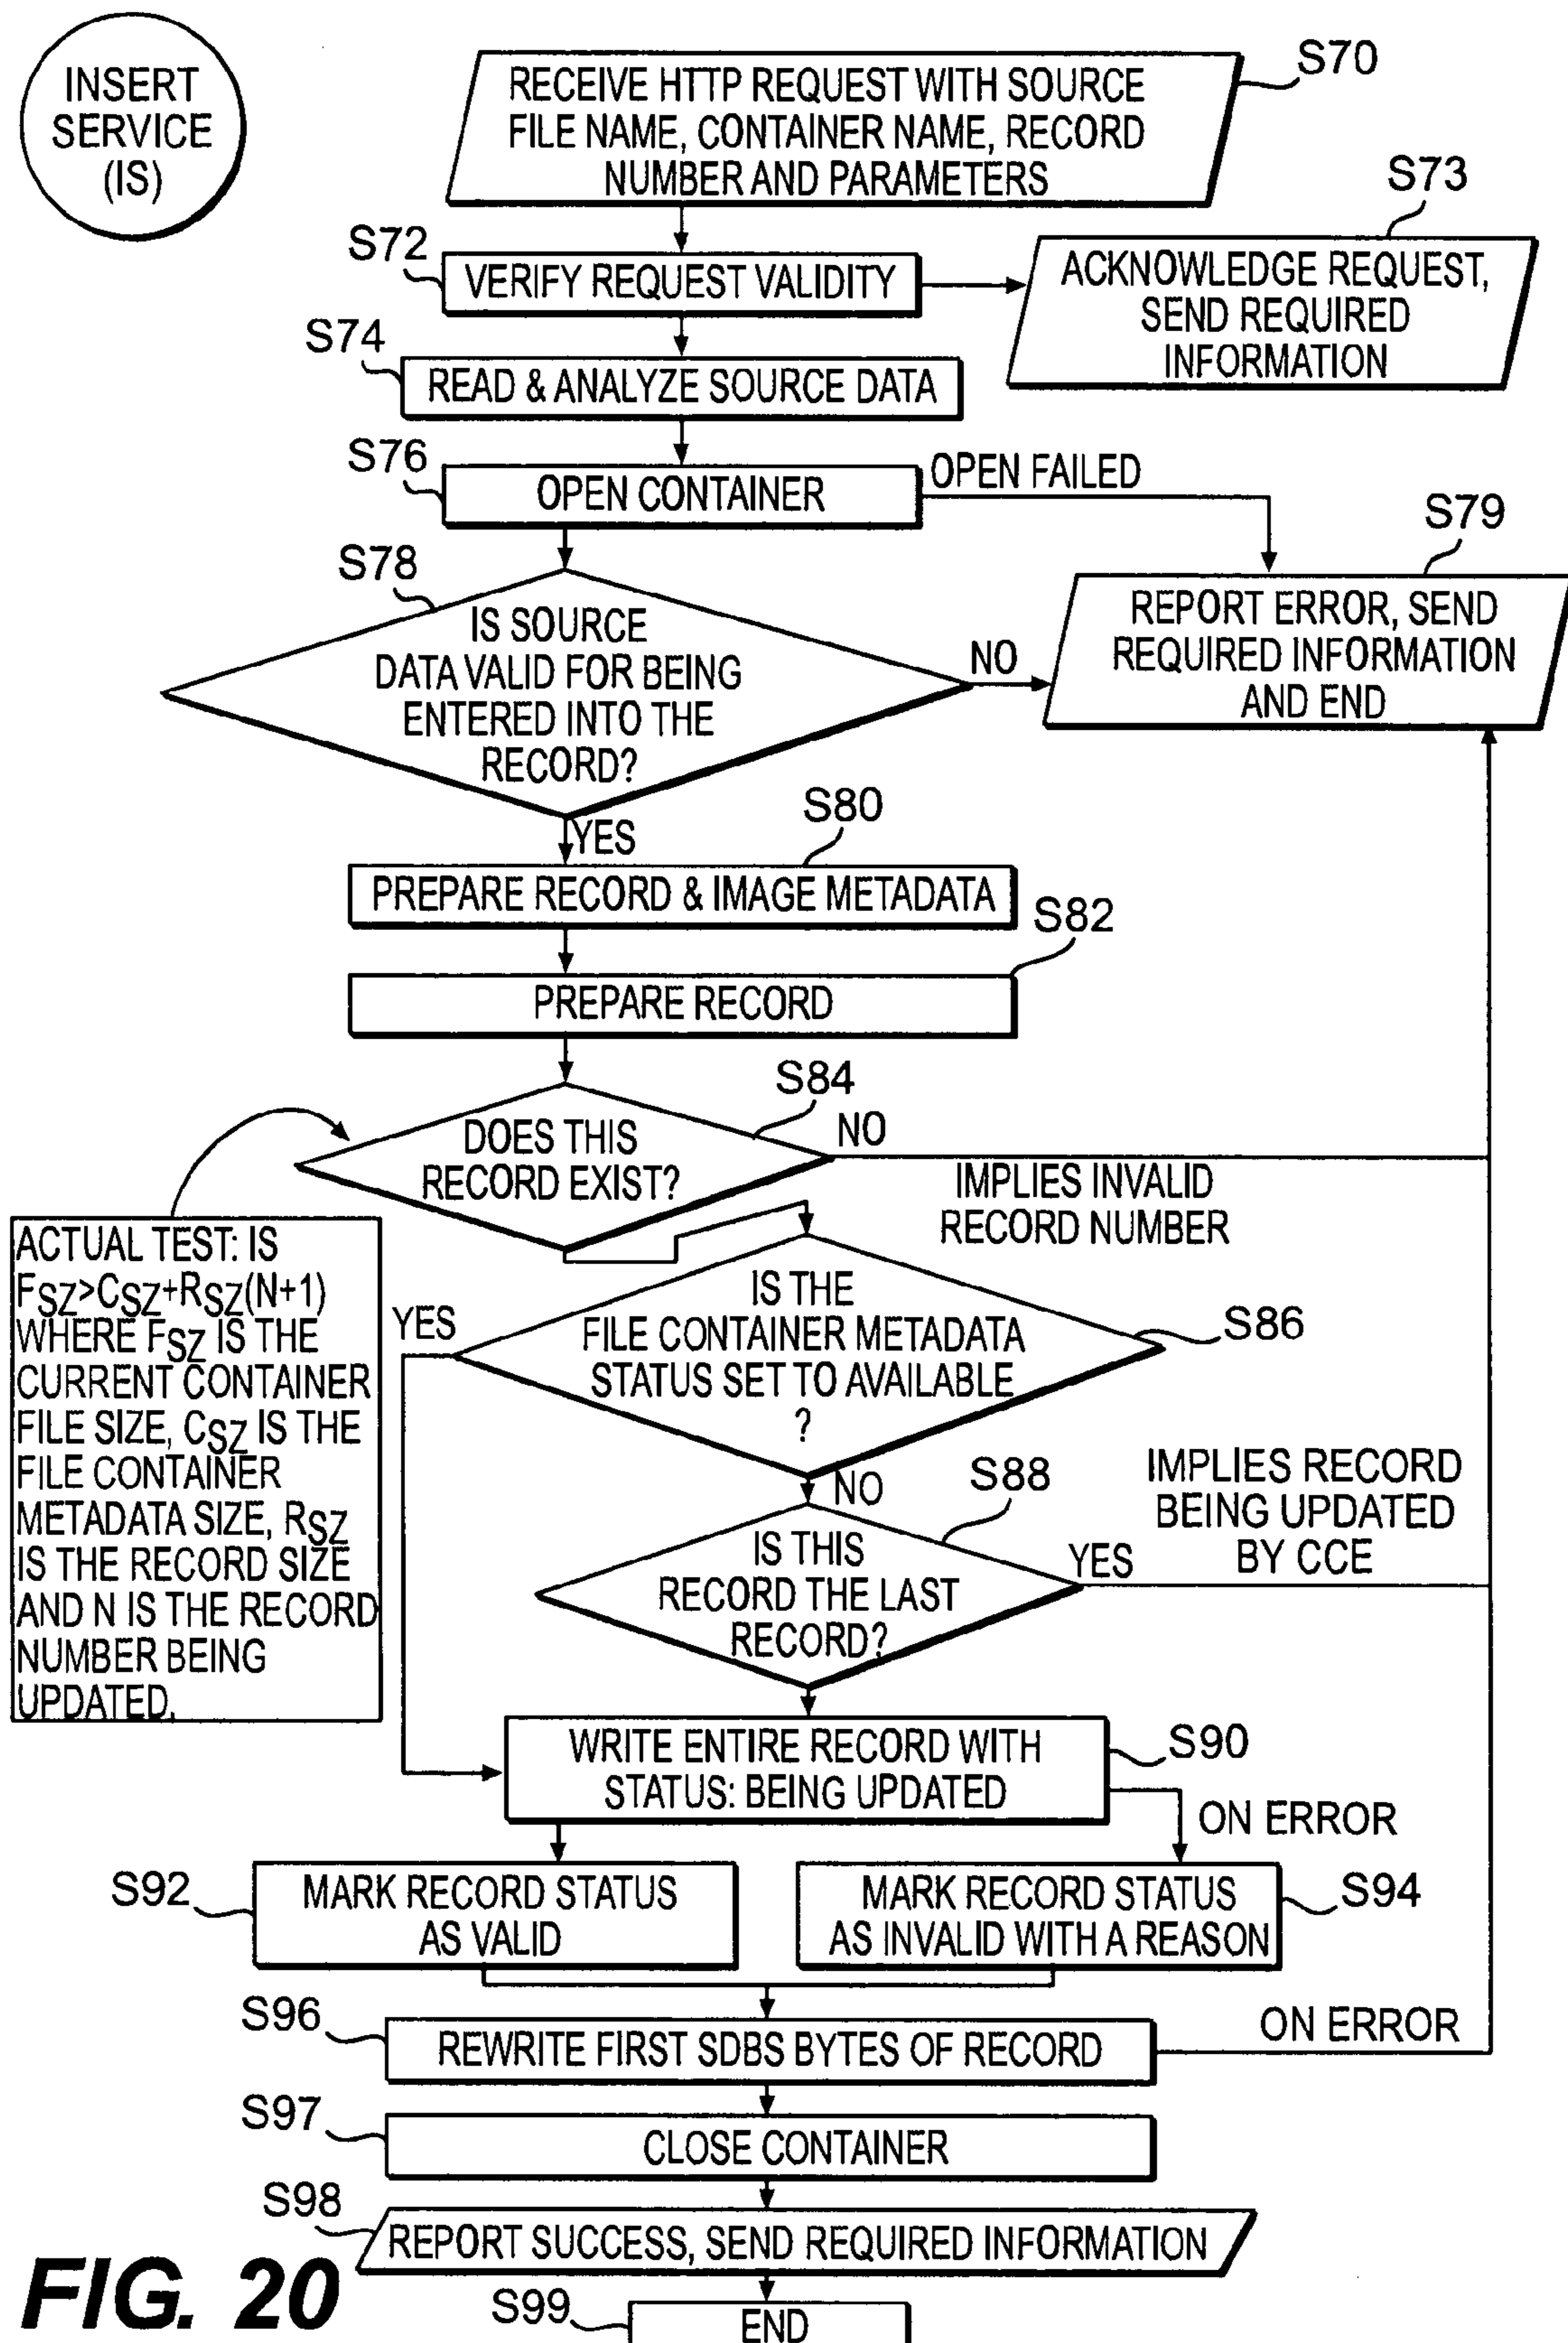 INSERT
SERVICE
(IS)
S70
RECEIVE HTTP REQUEST WITH SOURCE
FILE NAME, CONTAINER NAME, RECORD
NUMBER AND PARAMETERS
S73
S72
VERIFY REQUEST VALIDITY
ACKNOWLEDGE REQUEST,
SEND REQUIRED
INFORMATION
S74
READ & ANALYZE SOURCE DATA
S76
OPEN CONTAINER
OPEN FAILED
S79
S78
IS SOURCE
DATA VALID FOR BEING
ENTERED INTO THE
RECORD?
NO
REPORT ERROR, SEND
REQUIRED INFORMATION
AND END
YES
S80
PREPARE RECORD & IMAGE METADATA
S82
PREPARE RECORD
S84
DOES THIS
RECORD EXIST?
NO
IMPLIES INVALID
RECORD NUMBER
ACTUAL TEST: IS
FSZ>CSZ+RSZ(N+1)
WHERE FSZ IS THE
CURRENT CONTAINER
FILE SIZE, CSZ IS THE
FILE CONTAINER
METADATA SIZE, RSZ
IS THE RECORD SIZE
AND N IS THE RECORD
NUMBER BEING
UPDATED.
YES
IS THE
FILE CONTAINER METADATA
STATUS SET TO AVAILABLE
?
S86
NO
S88
IS THIS
RECORD THE LAST
RECORD?
YES
IMPLIES RECORD
BEING UPDATED
BY CCE
WRITE ENTIRE RECORD WITH
STATUS: BEING UPDATED
S90
ON ERROR
S92
MARK RECORD STATUS
AS VALID
MARK RECORD STATUS
AS INVALID WITH A REASON
S94
S96
REWRITE FIRST SDBS BYTES OF RECORD
ON ERROR
S97
CLOSE CONTAINER
S98
REPORT SUCCESS, SEND REQUIRED INFORMATION
S99
END
FIG. 20